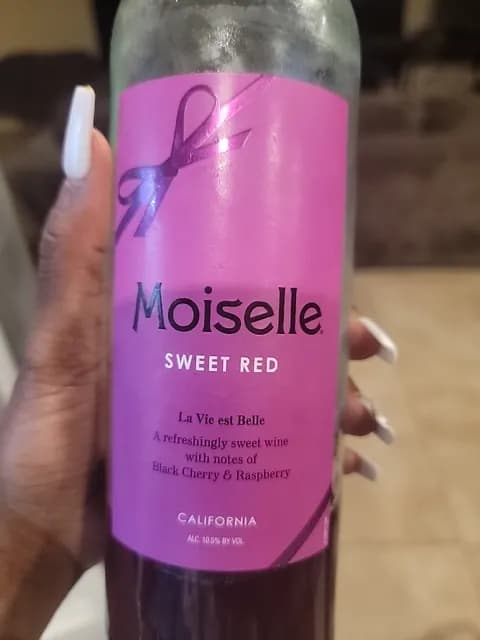 Moiselle
SWEET RED
La Vie est Belle
A refreshingly sweet wine
with notes of
Black Cherry & Raspberry
CALIFORNIA
ALC. 10.5% BY VOL.